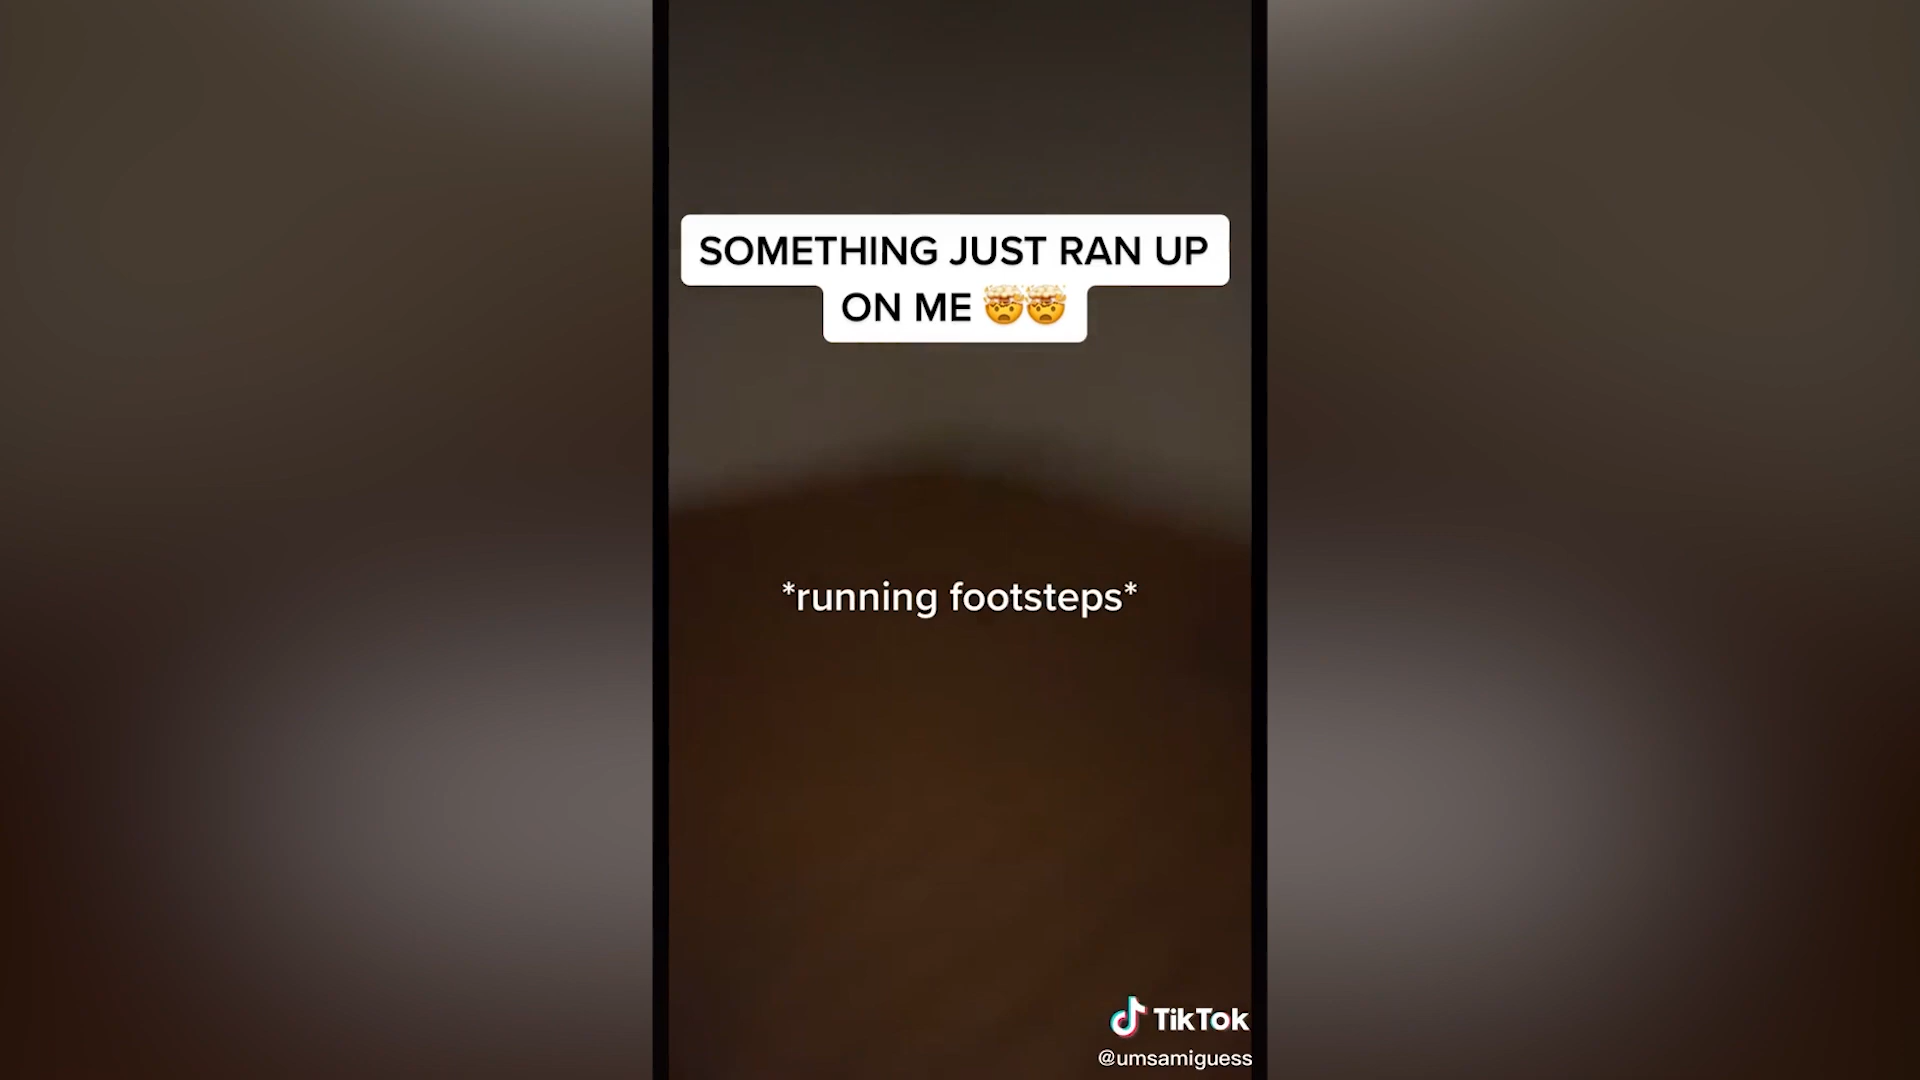 SOMETHING JUST RAN UP
ON ME 🤯🤯
*running footsteps*
TikTok
@umsamiguess